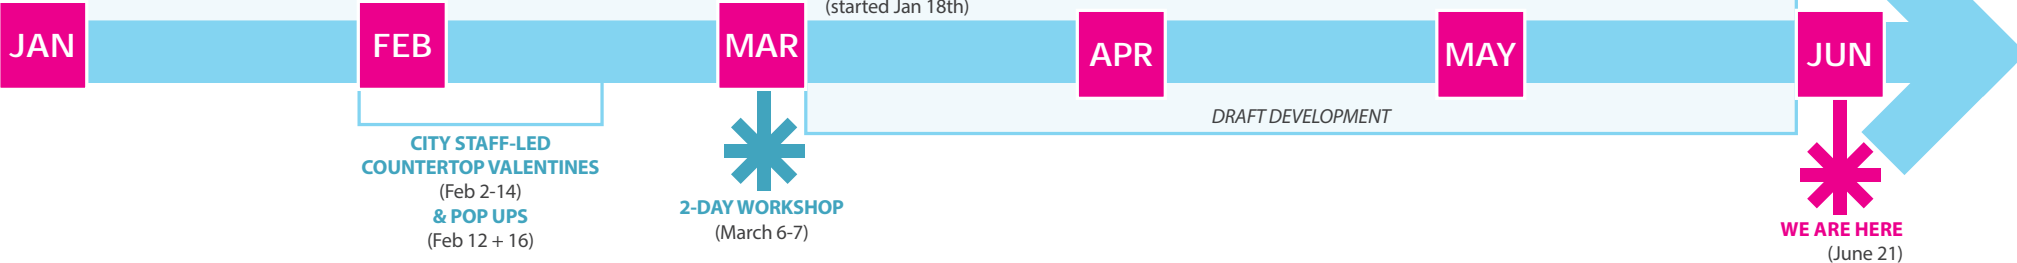 (started Jan 18th)
JAN
FEB
MAR
APR
MAY
JUN
DRAFT DEVELOPMENT
CITY STAFF-LED
COUNTERTOP VALENTINES
(Feb 2-14)
& POP UPS
(Feb 12 + 16)
2-DAY WORKSHOP
(March 6-7)
WE ARE HERE
(June 21)